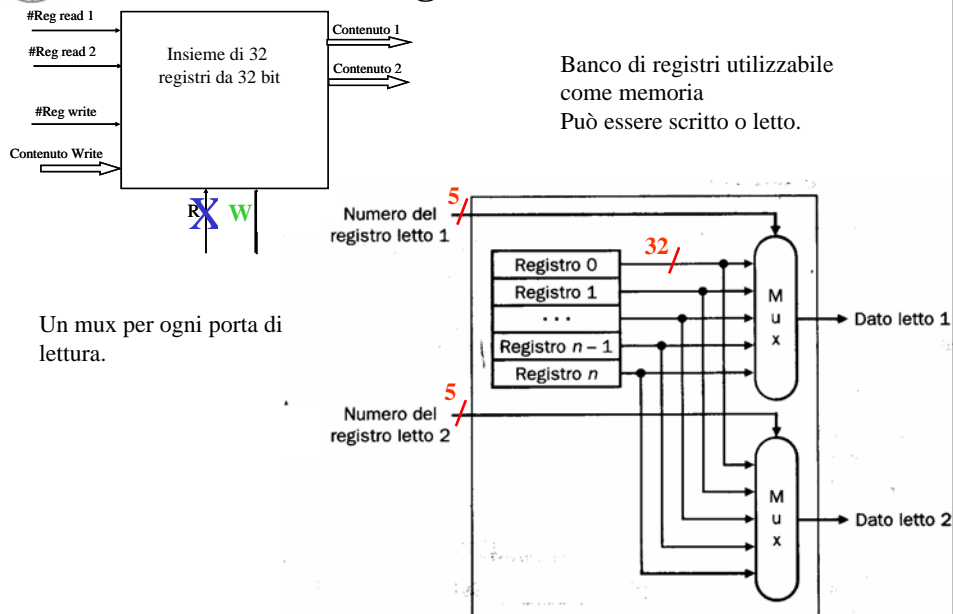 #Reg read 1
#Reg read 2
#Reg write
Contenuto Write
Insieme di 32
registri da 32 bit
Contenuto 1
Contenuto 2
R X W
Banco di registri utilizzabile
come memoria
Può essere scritto o letto.
Un mux per ogni porta di
lettura.
5
Numero del
registro letto 1
32
Registro 0
Registro 1
...
Registro n – 1
Registro n
M
u
x
Dato letto 1
5
Numero del
registro letto 2
M
u
x
Dato letto 2